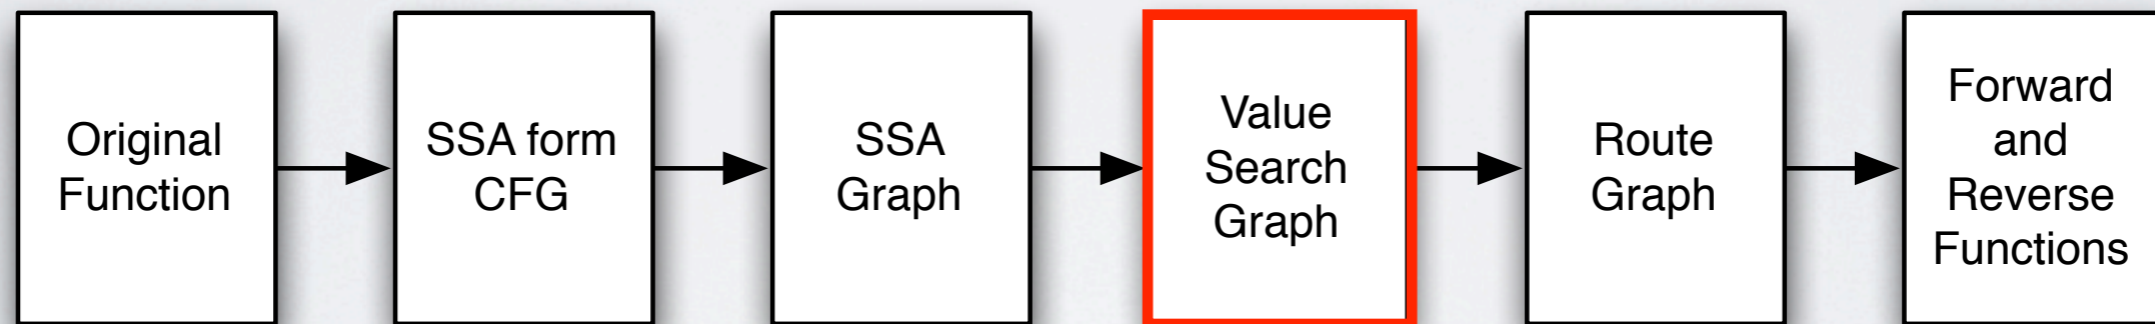 Original
Function
SSA form
CFG
SSA
Graph
Value
Search
Graph
Route
Graph
Forward
and
Reverse
Functions